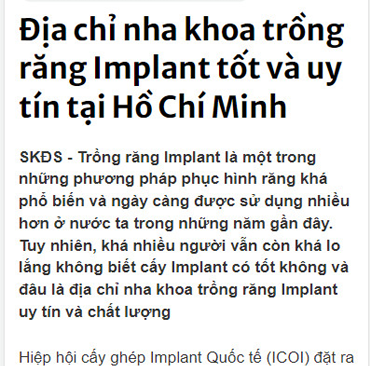 Địa chỉ nha khoa trồng
răng Implant tốt và uy
tín tại Hồ Chí Minh
SKĐS - Trồng răng Implant là một trong
những phương pháp phục hình răng khá
phổ biến và ngày càng được sử dụng nhiều
hơn ở nước ta trong những năm gần đây.
Tuy nhiên, khá nhiều người vẫn còn khá lo
lắng không biết cấy Implant có tốt không và
đâu là địa chỉ nha khoa trồng răng Implant
uy tín và chất lượng
Hiệp hội cấy ghép Implant Quốc tế (ICOI) đặt ra